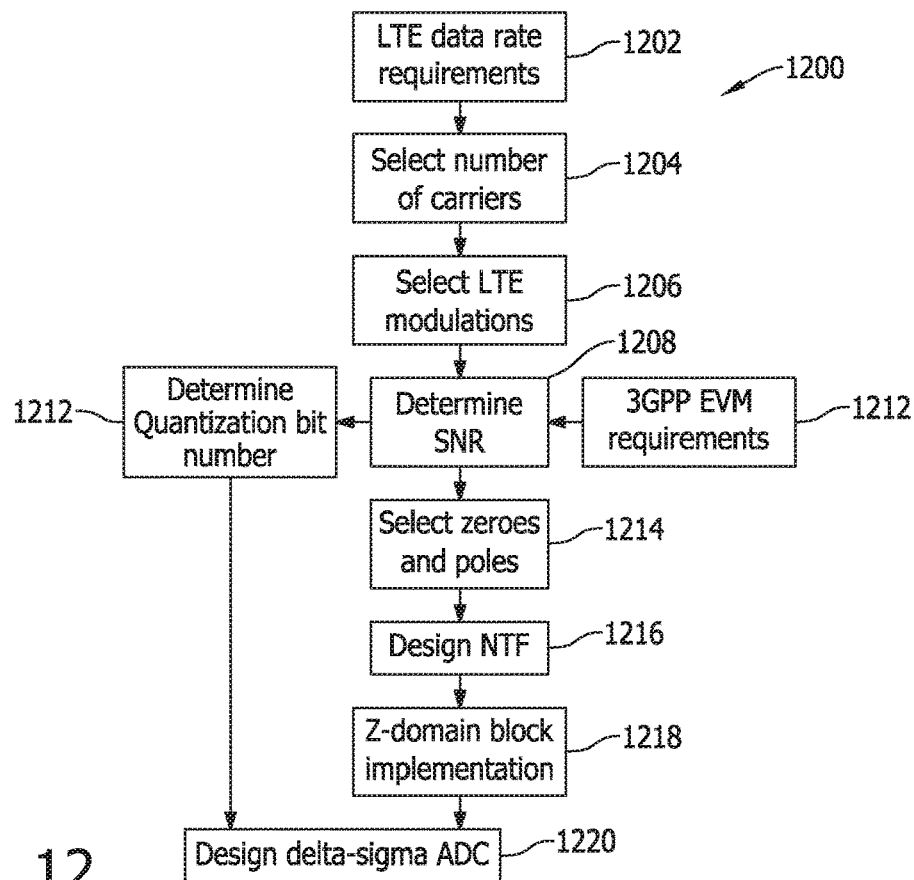 LTE data rate
requirements
1202
1200
Select number
of carriers
1204
Select LTE
modulations
1206
1208
Determine
Quantization bit
number
1212
Determine
SNR
3GPP EVM
requirements
1212
Select zeroes
and poles
1214
Design NTF
1216
Z-domain block
implementation
1218
Design delta-sigma ADC
1220
12